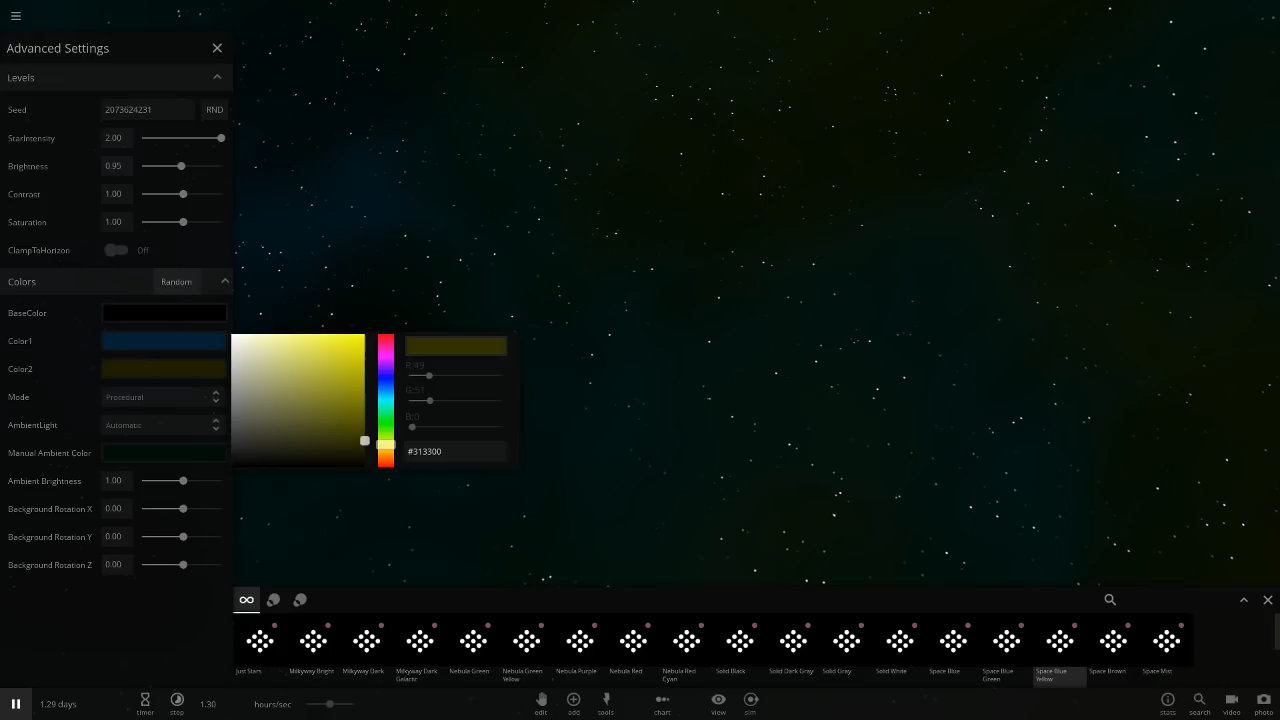 Advanced Settings
Levels
Seed 2073624231 RND
StarIntensity 2.00
Brightness 0.95
Contrast 1.00
Saturation 1.00
ClampToHorizon Off
Colors Random
BaseColor
Color1
Color2
Mode Procedural
AmbientLight Automatic
Manual Ambient Color
Ambient Brightness 1.00
Background Rotation X 0.00
Background Rotation Y 0.00
Background Rotation Z 0.00
R:49
G:51
B:0
#313300
Just Stars
Milkyway Bright
Milkyway Dark
Milkyway Dark
Galactic
Nebula Green
Nebula Green
Yellow
Nebula Purple
Nebula Red
Nebula Red
Cyan
Solid Black
Solid Dark Gray
Solid Gray
Solid White
Space Blue
Space Blue
Green
Space Blue
Yellow
Space Brown
Space Mist
1.29 days
timer
step
1.30 hours/sec
edit
add
tools
chart
view
sim
stats
search
video
photo